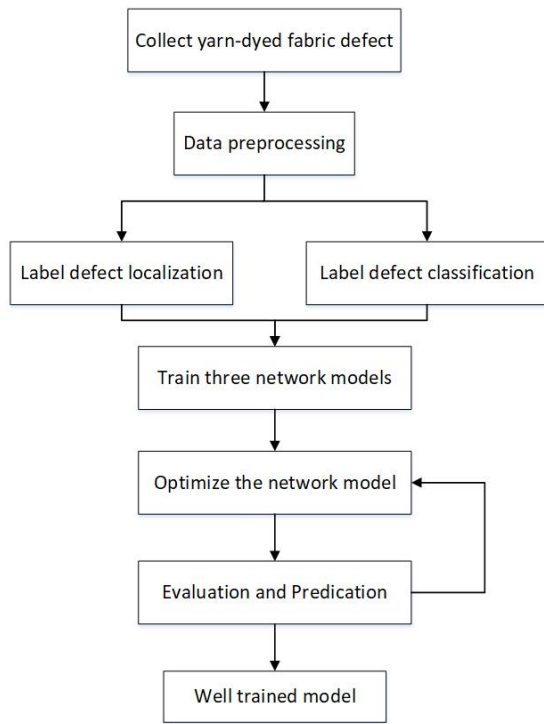 Collect yarn-dyed fabric defect
Data preprocessing
Label defect localization
Label defect classification
Train three network models
Optimize the network model
Evaluation and Predication
Well trained model